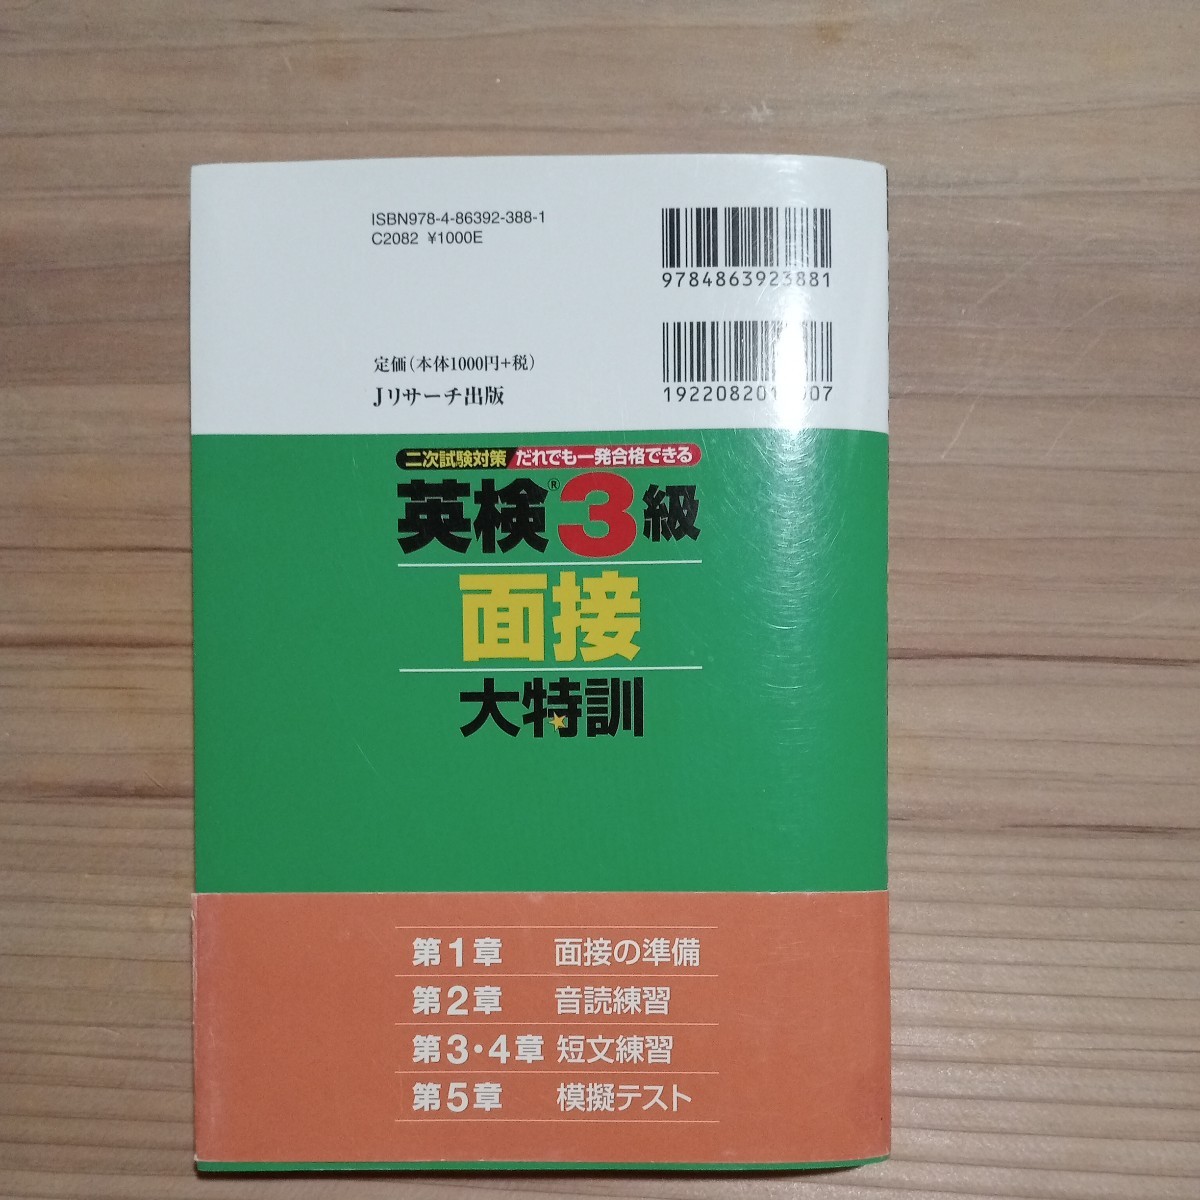 ISBN978-4-86392-388-1
C2082 ¥1000E
9784863923881
定価(本体1000円+税)
Jリサーチ出版
二次試験対策 だれでも一発合格できる
英検®3級
面接
大特訓
第1章 面接の準備
第2章 音読練習
第3・4章 短文練習
第5章 模擬テスト